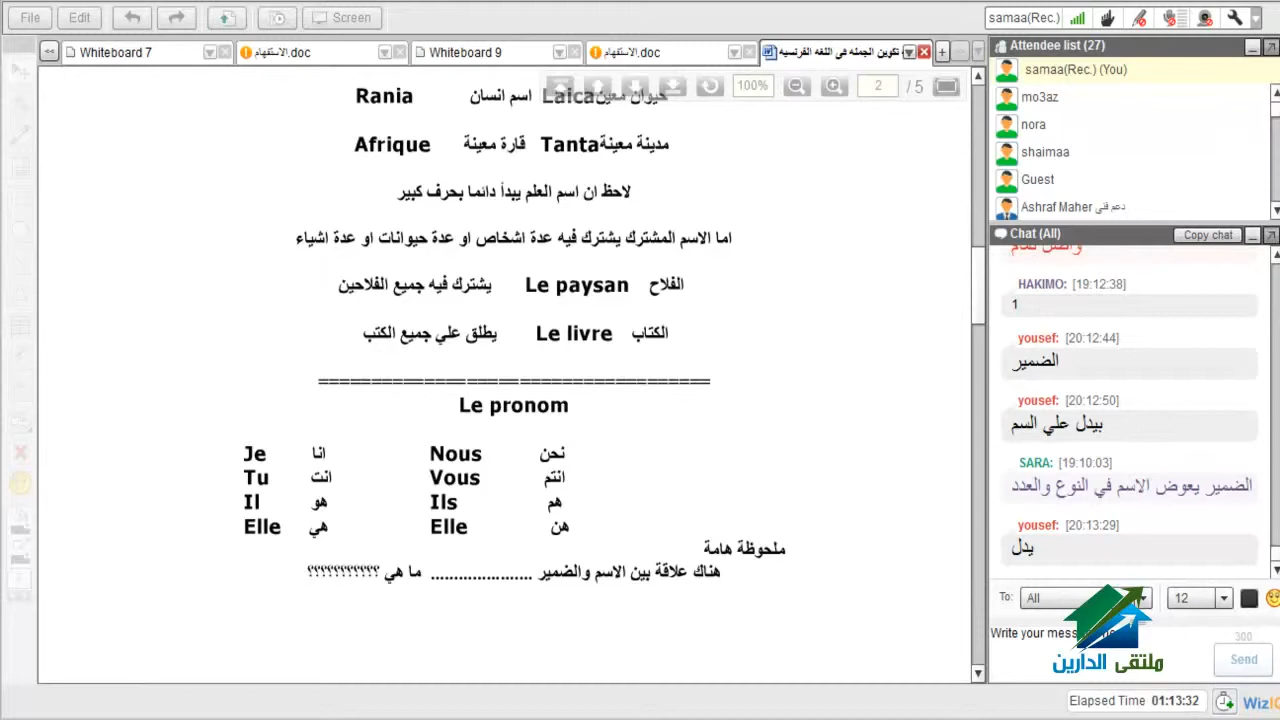 File Edit Screen samaa(Rec.)
Whiteboard 7 الاستفهام.doc Whiteboard 9 الاستفهام.doc تكوين الجمله فى اللغه الفرنسيه
100% 2 / 5
Rania اسم انسان Laica حيوان معين
Afrique قارة معينة Tanta مدينة معينة
لاحظ ان اسم العلم يبدأ دائما بحرف كبير
اما الاسم المشترك يشترك فيه عدة اشخاص او عدة حيوانات او عدة اشياء
الفلاح Le paysan يشترك فيه جميع الفلاحين
الكتاب Le livre يطلق علي جميع الكتب
=====================================
Le pronom
Je انا Nous نحن
Tu انت Vous انتم
Il هو Ils هم
Elle هي Elle هن
ملحوظة هامة
هناك علاقة بين الاسم والضمير ...................... ما هي ؟؟؟؟؟؟؟؟؟؟؟
Attendee list (27)
samaa(Rec.) (You)
mo3az
nora
shaimaa
Guest
Ashraf Maher دعم فنى
Chat (All) Copy chat
HAKIMO: [19:12:38]
1
yousef: [20:12:44]
الضمير
yousef: [20:12:50]
بيدل علي السم
SARA: [19:10:03]
الضمير يعوض الاسم في النوع والعدد
yousef: [20:13:29]
يدل
To: All 12
Write your mess
300
Send
ملتقى الدارين
Elapsed Time 01:13:32 WizI